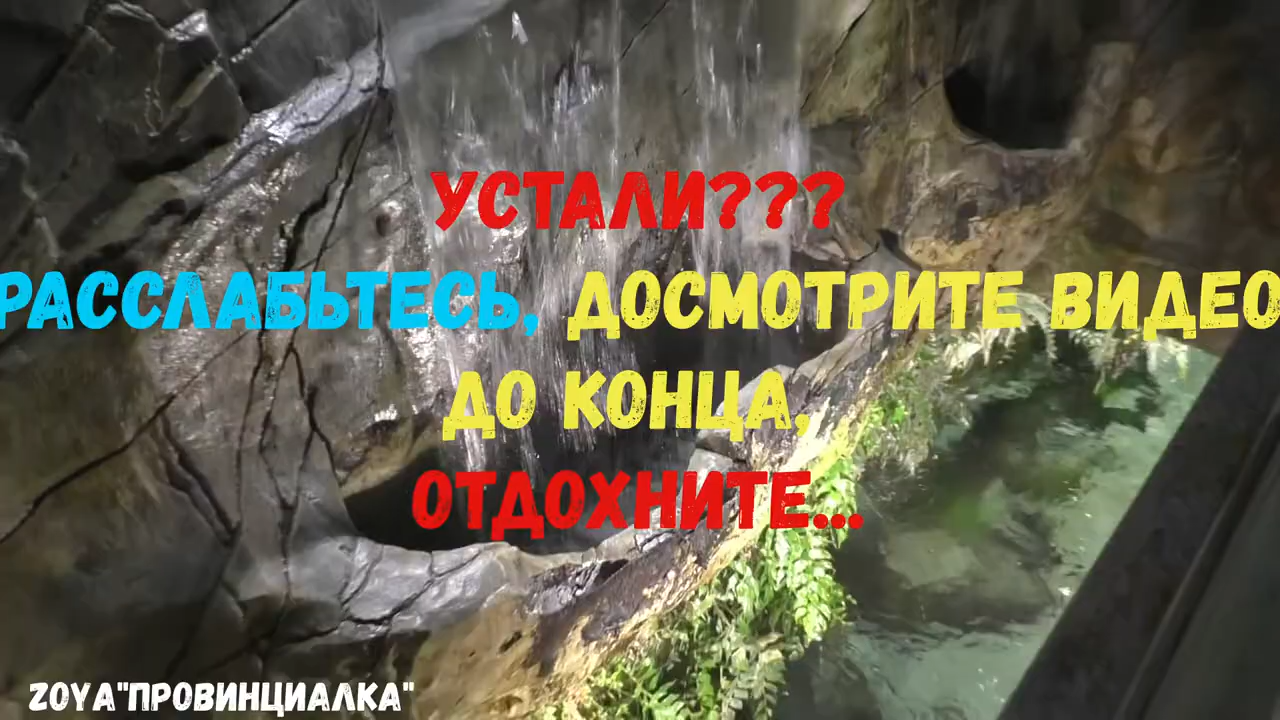 УСТАЛИ???
РАССЛАБЬТЕСЬ, ДОСМОТРИТЕ ВИДЕО
ДО КОНЦА,
ОТДОХНИТЕ...
ZOYA"ПРОВИНЦИАЛКА"